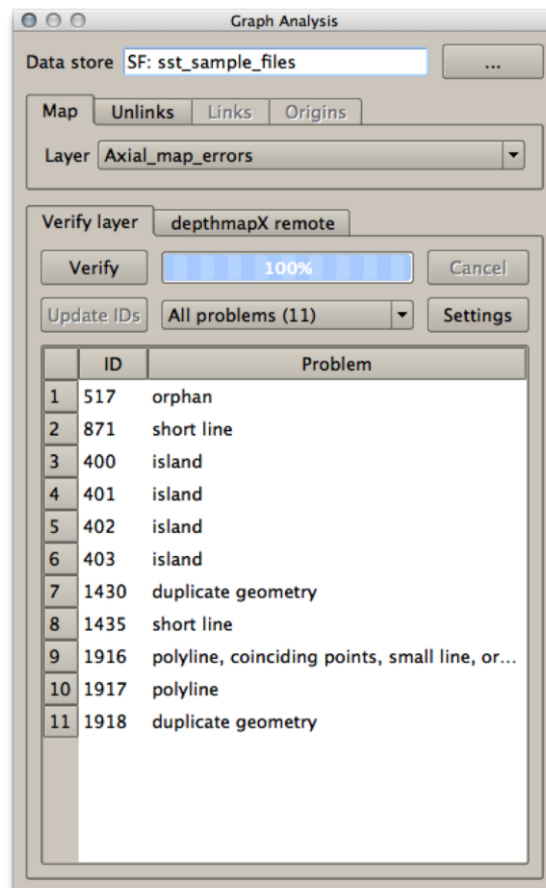 Graph Analysis
Data store SF: sst_sample_files ...
Map Unlinks Links Origins
Layer Axial_map_errors
Verify layer depthmapX remote
Verify 100% Cancel
Update IDs All problems (11) Settings
ID Problem
1 517 orphan
2 871 short line
3 400 island
4 401 island
5 402 island
6 403 island
7 1430 duplicate geometry
8 1435 short line
9 1916 polyline, coinciding points, small line, or...
10 1917 polyline
11 1918 duplicate geometry